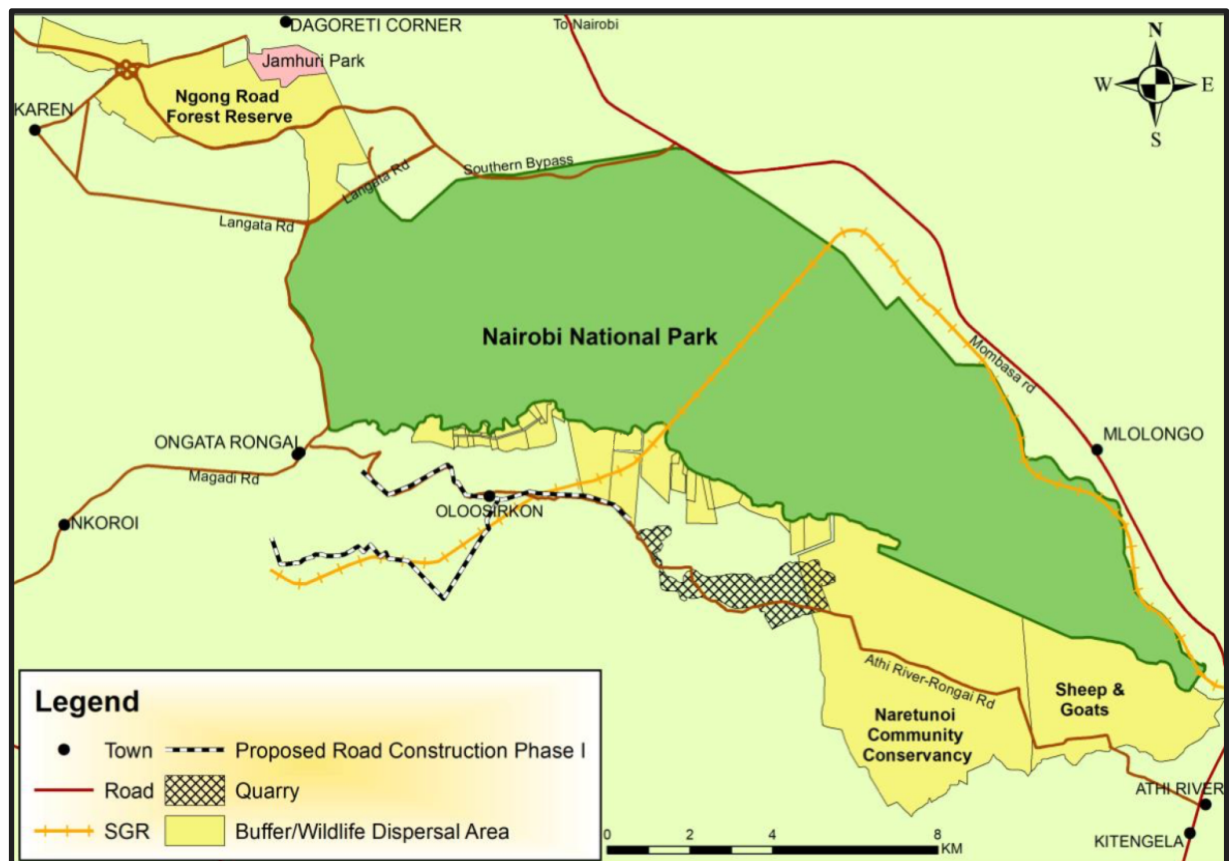 To Nairobi
DAGORETI CORNER
N
Jamhuri Park
W
E
Ngong Road
Forest Reserve
KAREN
S
Southern Bypass
Langata Rd
Langata Rd
Nairobi National Park
Mombasa rd
ONGATA RONGAI
MLOLONGO
Magadi Rd
OLOOSIRKON
NKOROI
Athi River-Rongai Rd
Sheep &
Goats
Naretunoi
Community
Conservancy
Legend
Town
Proposed Road Construction Phase I
Road
Quarry
SGR
Buffer/Wildlife Dispersal Area
ATHI RIVER
KITENGELA
0 2 4 8
KM